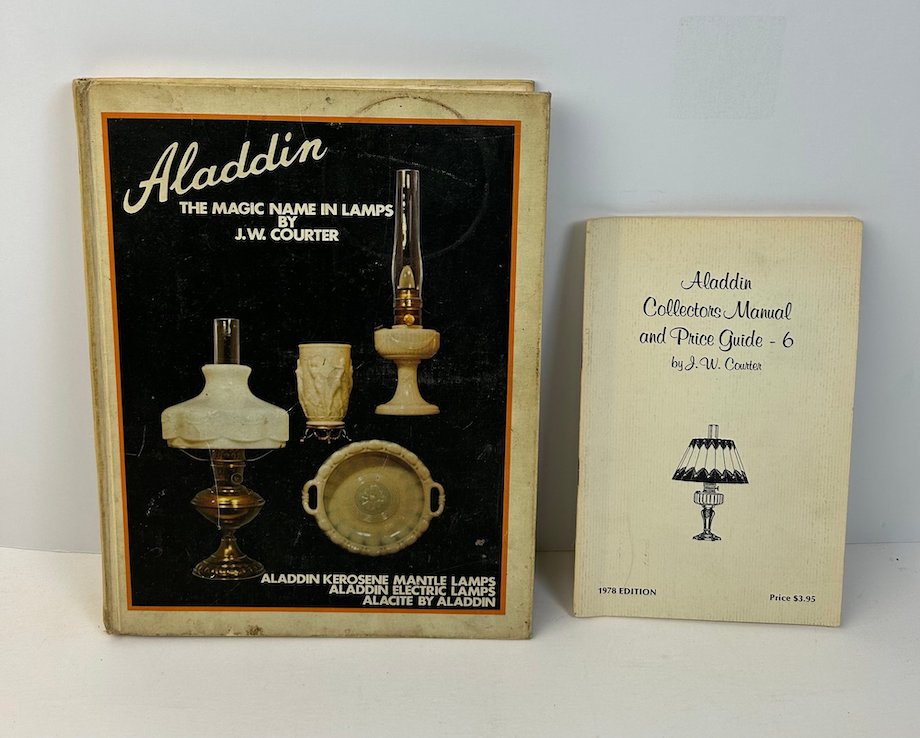 Aladdin
THE MAGIC NAME IN LAMPS
BY
J.W. COURTER
ALADDIN KEROSENE MANTLE LAMPS
ALADDIN ELECTRIC LAMPS
ALACITE BY ALADDIN
Aladdin
Collectors Manual
and Price Guide - 6
by J. W. Courter
1978 EDITION
Price $3.95